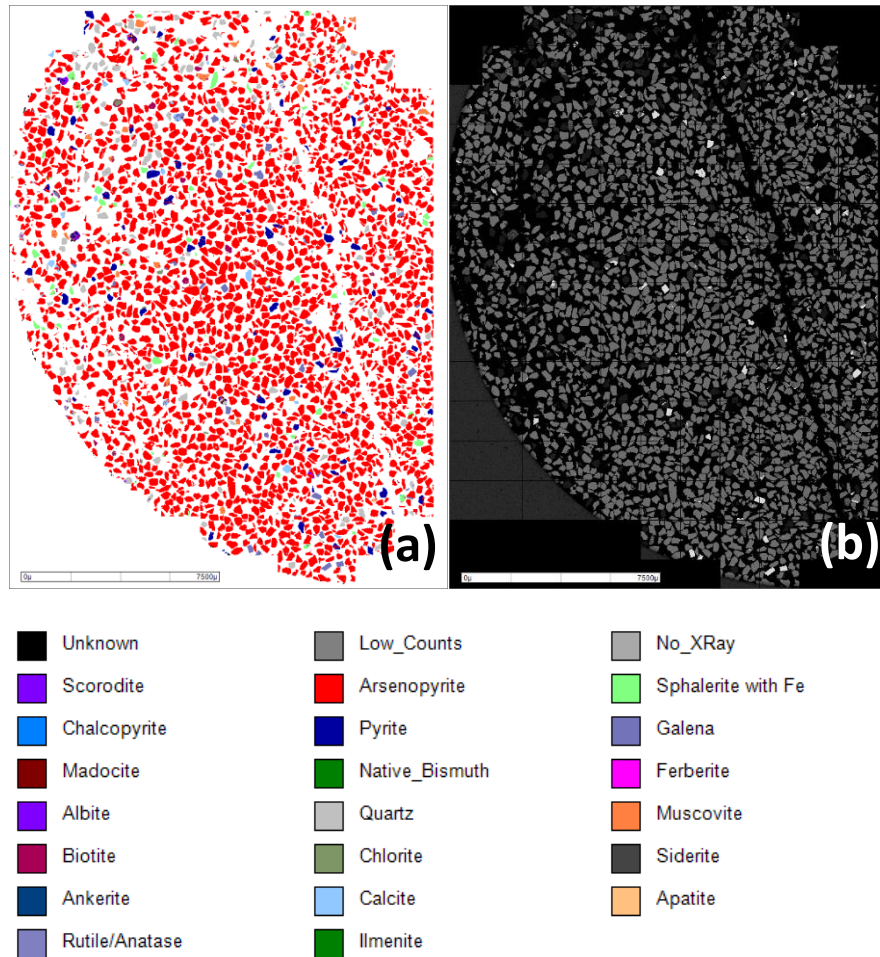 (a)
(b)
0µ 7500µ
0µ 7500µ
Unknown
Low_Counts
No_XRay
Scorodite
Arsenopyrite
Sphalerite with Fe
Chalcopyrite
Pyrite
Galena
Madocite
Native_Bismuth
Ferberite
Albite
Quartz
Muscovite
Biotite
Chlorite
Siderite
Ankerite
Calcite
Apatite
Rutile/Anatase
Ilmenite